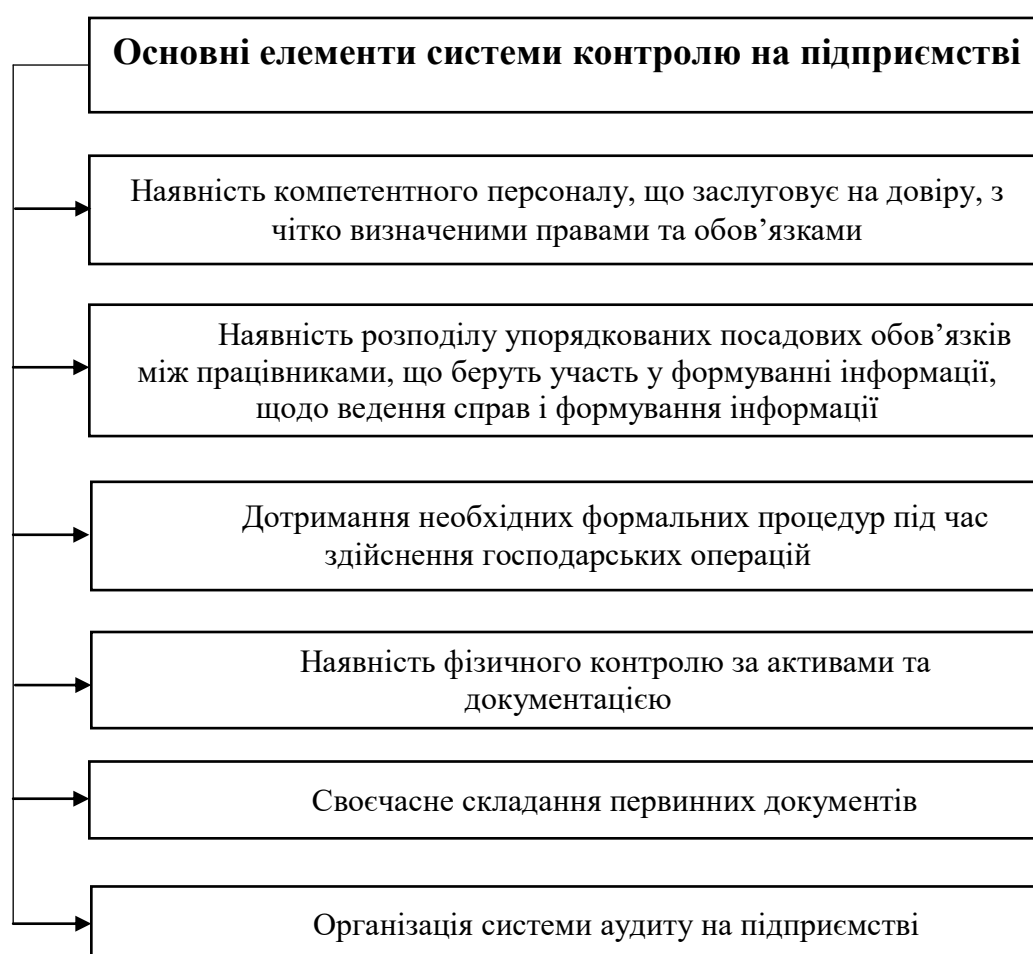 Основні елементи системи контролю на підприємстві
Наявність компетентного персоналу, що заслуговує на довіру, з
чітко визначеними правами та обов’язками
Наявність розподілу упорядкованих посадових обов’язків
між працівниками, що беруть участь у формуванні інформації,
щодо ведення справ і формування інформації
Дотримання необхідних формальних процедур під час
здійснення господарських операцій
Наявність фізичного контролю за активами та
документацією
Своєчасне складання первинних документів
Організація системи аудиту на підприємстві